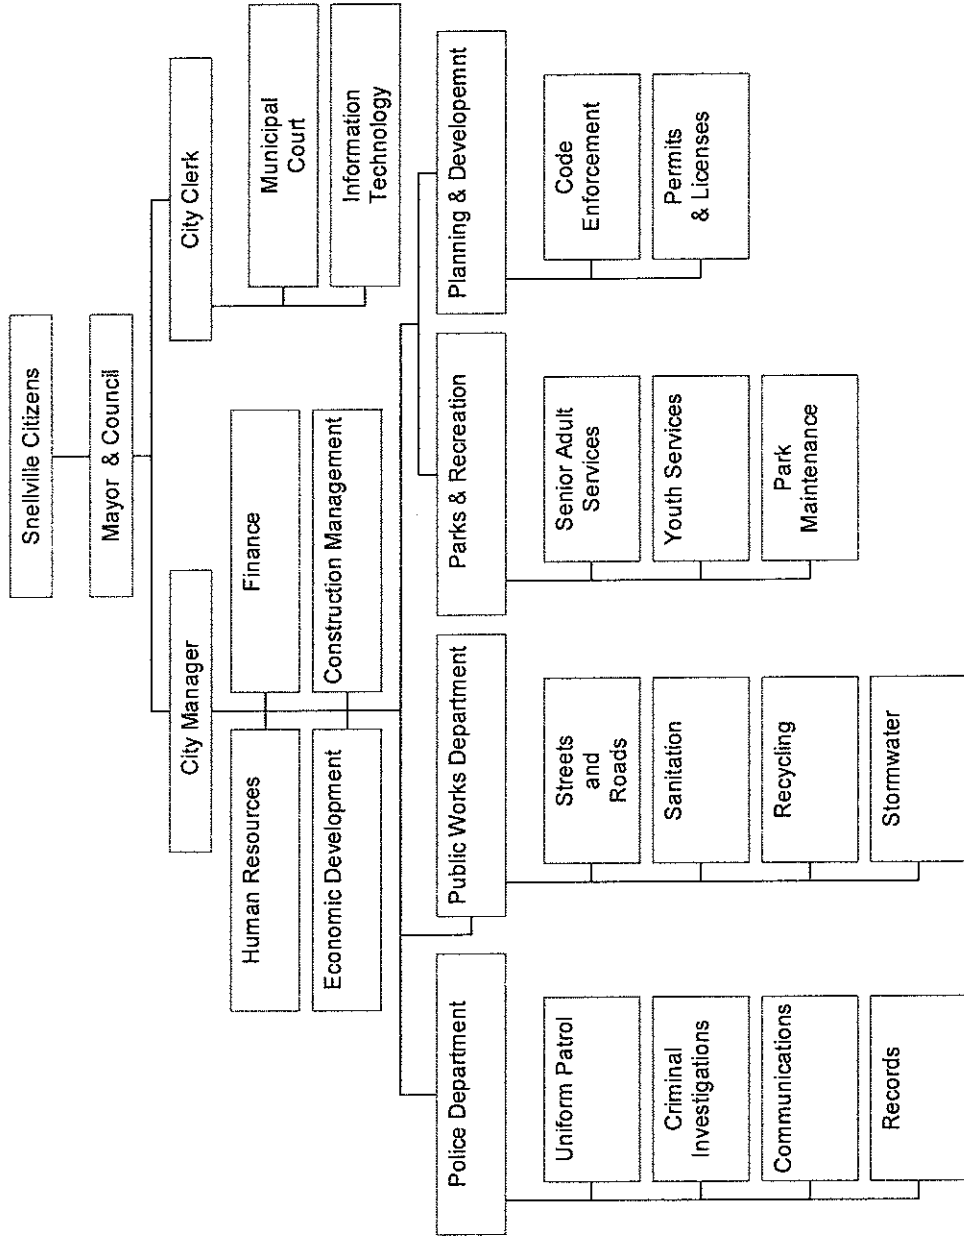 Snellville Citizens
Mayor & Council
City Manager
City Clerk
Human Resources
Finance
Municipal
Court
Economic Development
Construction Management
Information
Technology
Police Department
Public Works Department
Parks & Recreation
Planning & Developemnt
Uniform Patrol
Streets
and
Roads
Senior Adult
Services
Code
Enforcement
Criminal
Investigations
Sanitation
Youth Services
Permits
& Licenses
Communications
Recycling
Park
Maintenance
Records
Stormwater